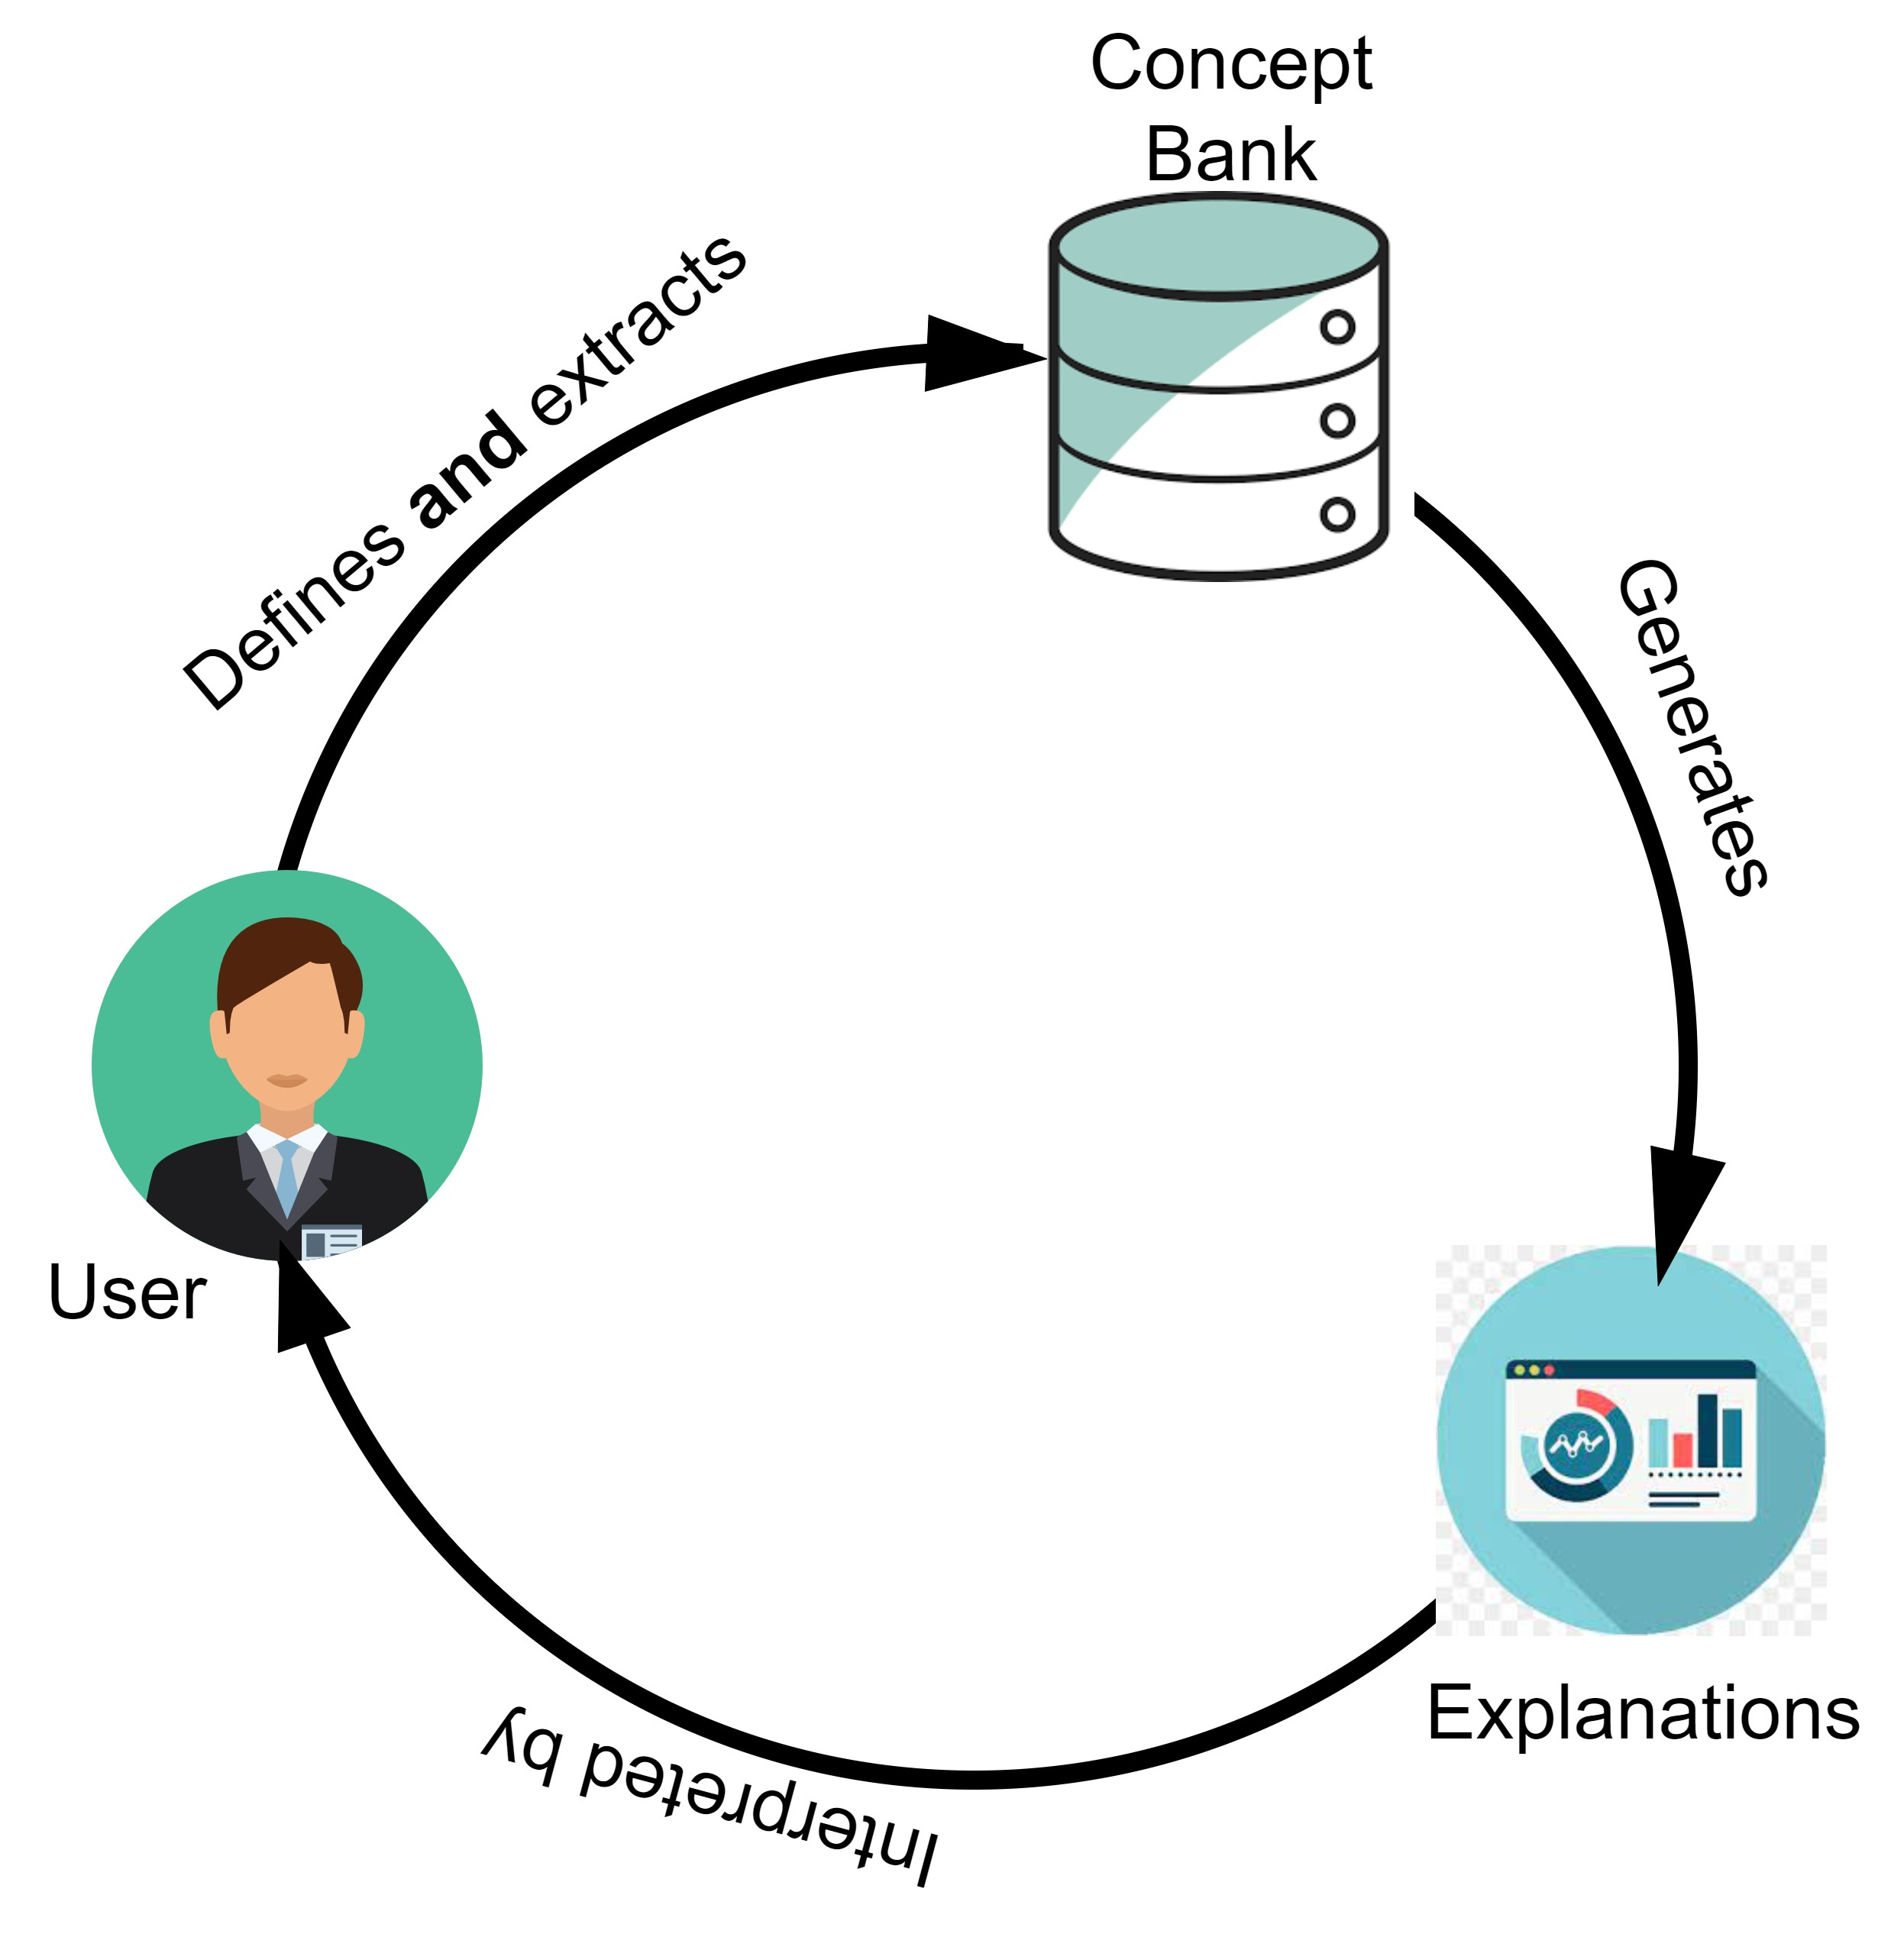 Concept
Bank
Defines and extracts
Generates
User
Explanations
Interpreted by